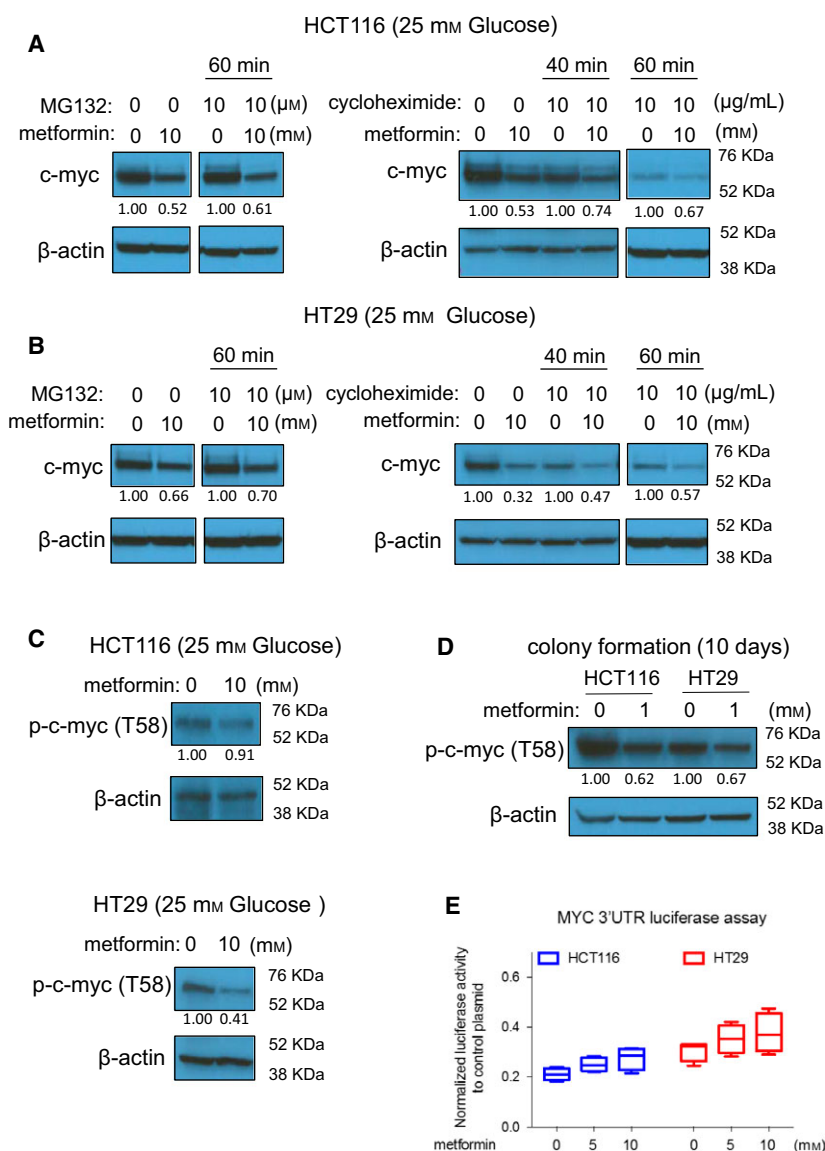 HCT116 (25 mM Glucose)
A
60 min
40 min
60 min
MG132: 0 0 10 10 (μM)
metformin: 0 10 0 10 (mM)
cycloheximide: 0 0 10 10 10 10 (μg/mL)
metformin: 0 10 0 10 0 10 (mM)
c-myc
1.00 0.52 1.00 0.61
β-actin
c-myc
76 KDa
52 KDa
1.00 0.53 1.00 0.74 1.00 0.67
β-actin
52 KDa
38 KDa
HT29 (25 mM Glucose)
B
60 min
40 min
60 min
MG132: 0 0 10 10 (μM)
metformin: 0 10 0 10 (mM)
cycloheximide: 0 0 10 10 10 10 (μg/mL)
metformin: 0 10 0 10 0 10 (mM)
c-myc
1.00 0.66 1.00 0.70
β-actin
c-myc
76 KDa
52 KDa
1.00 0.32 1.00 0.47 1.00 0.57
β-actin
52 KDa
38 KDa
C
HCT116 (25 mM Glucose)
metformin: 0 10 (mM)
p-c-myc (T58)
76 KDa
52 KDa
1.00 0.91
β-actin
52 KDa
38 KDa
HT29 (25 mM Glucose )
metformin: 0 10 (mM)
p-c-myc (T58)
76 KDa
52 KDa
1.00 0.41
β-actin
52 KDa
38 KDa
D
colony formation (10 days)
HCT116 HT29
metformin: 0 1 0 1 (mM)
p-c-myc (T58)
76 KDa
52 KDa
1.00 0.62 1.00 0.67
β-actin
52 KDa
38 KDa
E
MYC 3'UTR luciferase assay
HCT116
HT29
Normalized luciferase activity
to control plasmid
0.6
0.4
0.2
0.0
metformin 0 5 10 0 5 10 (mM)